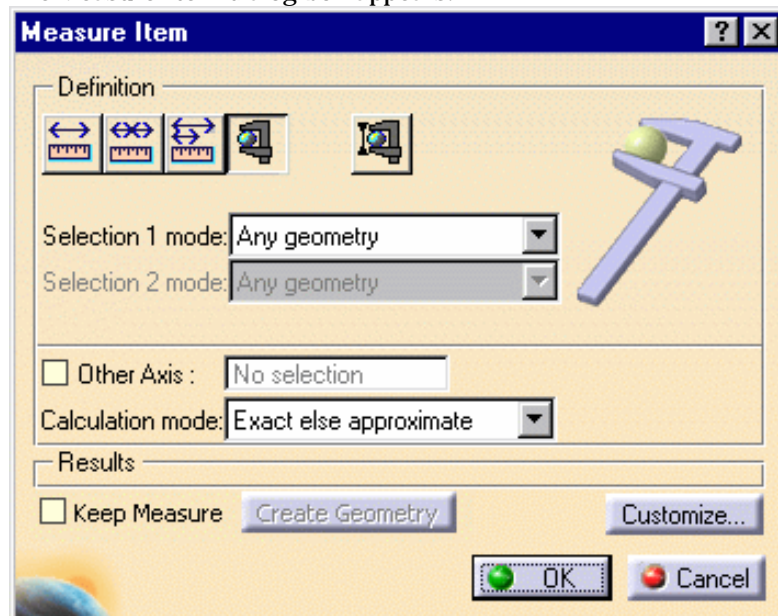 Measure Item
Definition
Selection 1 mode: Any geometry
Selection 2 mode: Any geometry
Other Axis : No selection
Calculation mode: Exact else approximate
Results
Keep Measure Create Geometry Customize...
OK Cancel